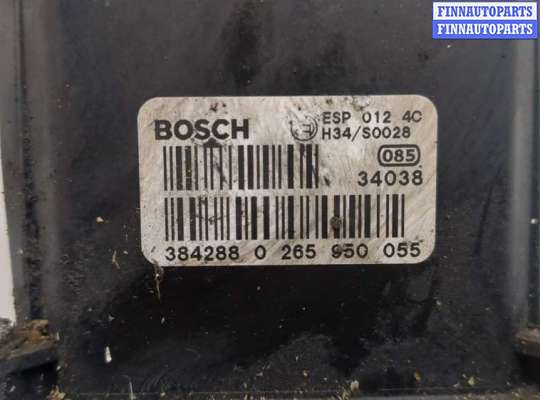 FINNAUTOPARTS
FINNAUTOPARTS
BOSCH
ESP 012 4C
H34/S0028
085
34038
384288 0 265 950 055